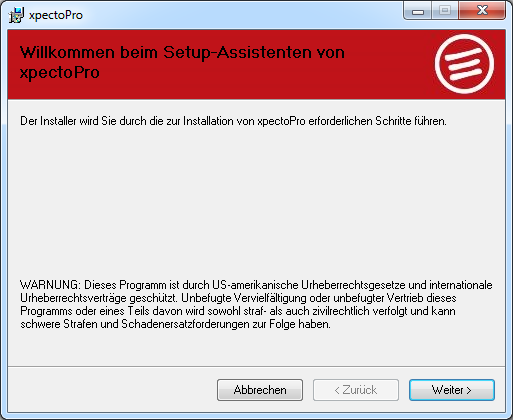 xpectoPro
Willkommen beim Setup-Assistenten von
xpectoPro
Der Installer wird Sie durch die zur Installation von xpectoPro erforderlichen Schritte führen.
WARNUNG: Dieses Programm ist durch US-amerikanische Urheberrechtsgesetze und internationale
Urheberrechtsverträge geschützt. Unbefugte Vervielfältigung oder unbefugter Vertrieb dieses
Programms oder eines Teils davon wird sowohl straf- als auch zivilrechtlich verfolgt und kann
schwere Strafen und Schadenersatzforderungen zur Folge haben.
Abbrechen
< Zurück
Weiter >